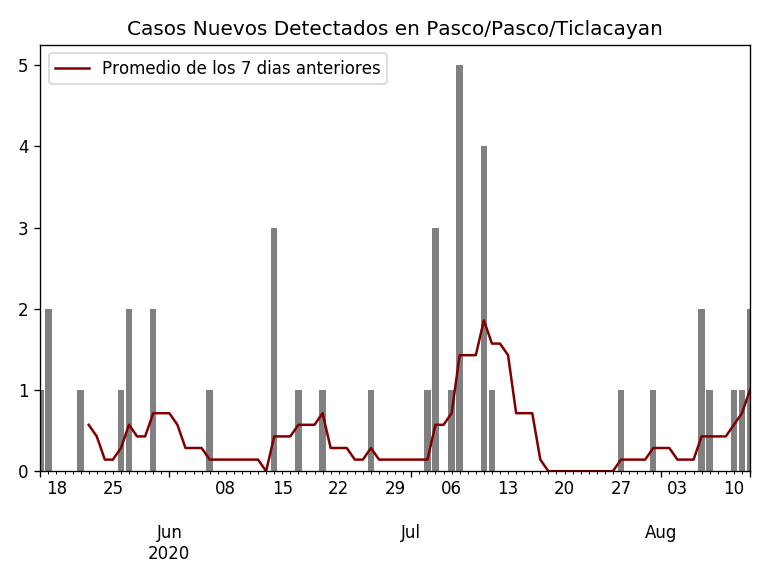 Casos Nuevos Detectados en Pasco/Pasco/Ticlacayan
Promedio de los 7 dias anteriores
5
4
3
2
1
0
18 25 08 15 22 29 06 13 20 27 03 10
Jun Jul Aug
2020